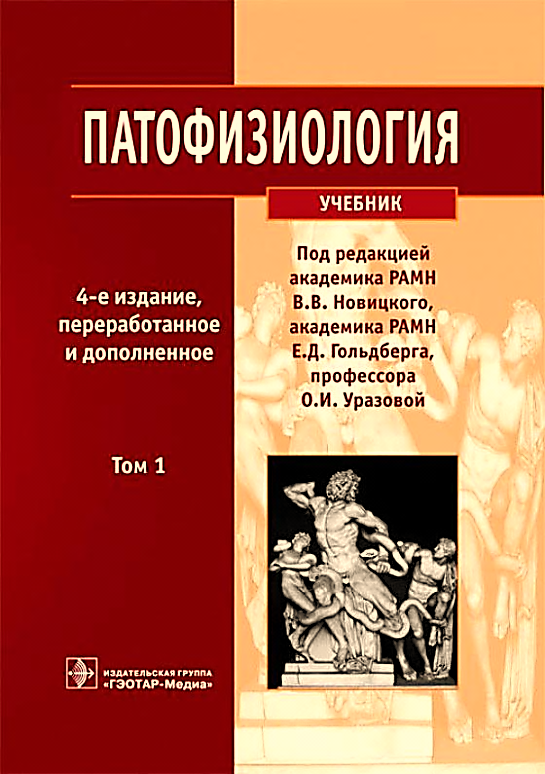 ПАТОФИЗИОЛОГИЯ
УЧЕБНИК
Под редакцией
академика РАМН
В.В. Новицкого,
академика РАМН
Е.Д. Гольдберга,
профессора
О.И. Уразовой
4-е издание,
переработанное
и дополненное
Том 1
ИЗДАТЕЛЬСКАЯ ГРУППА
«ГЭОТАР-Медиа»